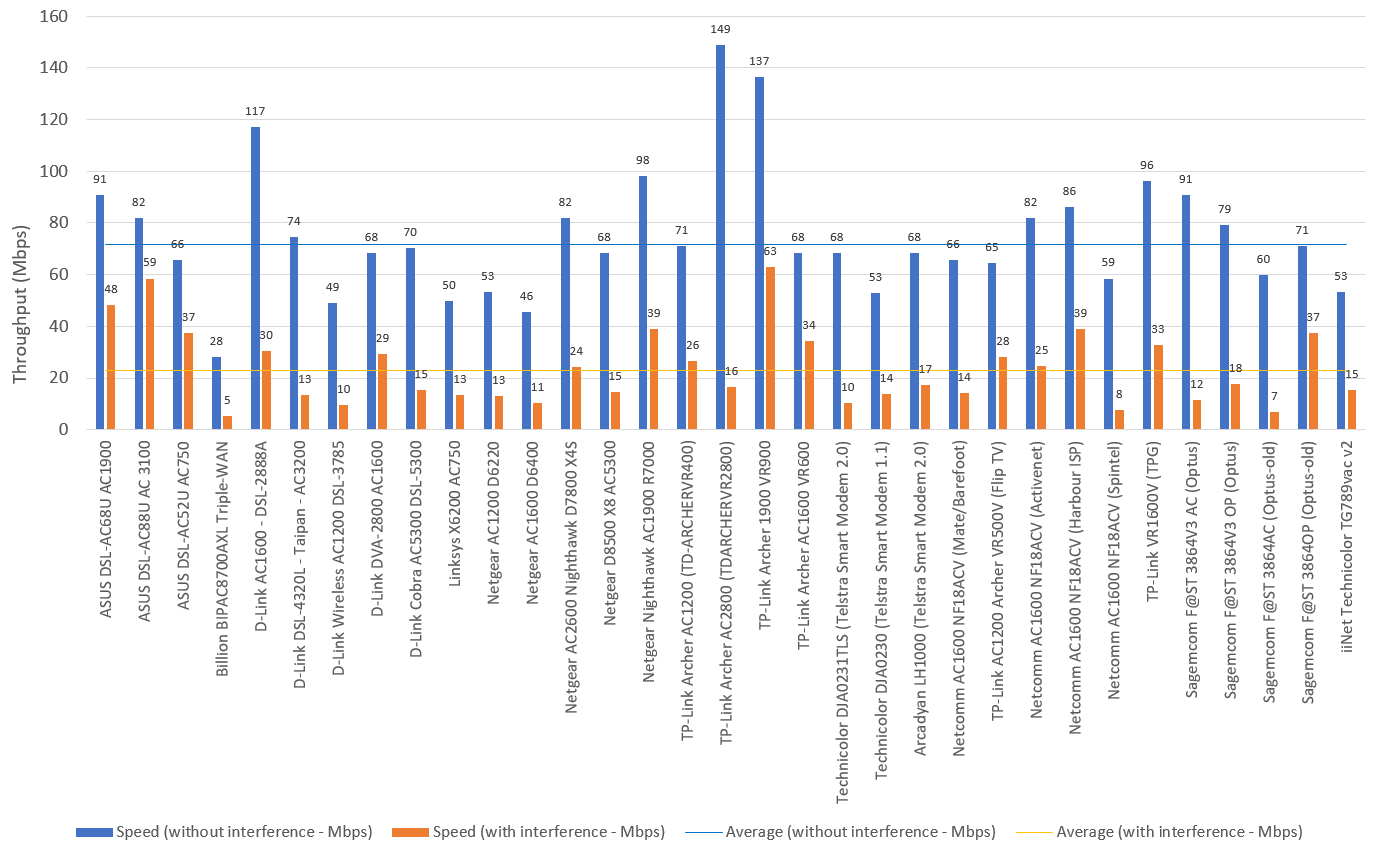 160
140
120
100
80
60
40
20
0
Throughput (Mbps)
91
48
82
59
66
37
28
5
117
30
74
13
49
10
68
29
70
15
50
13
53
13
46
11
82
24
68
15
98
39
71
26
149
16
137
63
68
34
68
10
53
14
68
17
66
14
65
28
82
25
86
39
59
8
96
33
91
12
79
18
60
7
71
37
53
15
ASUS DSL-AC68U AC1900
ASUS DSL-AC88U AC 3100
ASUS DSL-AC52U AC750
Billion BIPAC8700AXL Triple-WAN
D-Link AC1600 - DSL-2888A
D-Link DSL-4320L - Taipan - AC3200
D-Link Wireless AC1200 DSL-3785
D-Link DVA-2800 AC1600
D-Link Cobra AC5300 DSL-5300
Linksys X6200 AC750
Netgear AC1200 D6220
Netgear AC1600 D6400
Netgear AC2600 Nighthawk D7800 X4S
Netgear D8500 X8 AC5300
Netgear Nighthawk AC1900 R7000
TP-Link Archer AC1200 (TD-ARCHERVR400)
TP-Link Archer AC2800 (TDARCHERVR2800)
TP-Link Archer 1900 VR900
TP-Link Archer AC1600 VR600
Technicolor DJA0231TLS (Telstra Smart Modem 2.0)
Technicolor DJA0230 (Telstra Smart Modem 1.1)
Arcadyan LH1000 (Telstra Smart Modem 2.0)
Netcomm AC1600 NF18ACV (Mate/Barefoot)
TP-Link AC1200 Archer VR500V (Flip TV)
Netcomm AC1600 NF18ACV (Activenet)
Netcomm AC1600 NF18ACV (Harbour ISP)
Netcomm AC1600 NF18ACV (Spintel)
TP-Link VR1600V (TPG)
Sagemcom F@ST 3864V3 AC (Optus)
Sagemcom F@ST 3864V3 OP (Optus)
Sagemcom F@ST 3864AC (Optus-old)
Sagemcom F@ST 3864OP (Optus-old)
iiNet Technicolor TG789vac v2
Speed (without interference - Mbps)
Speed (with interference - Mbps)
Average (without interference - Mbps)
Average (with interference - Mbps)